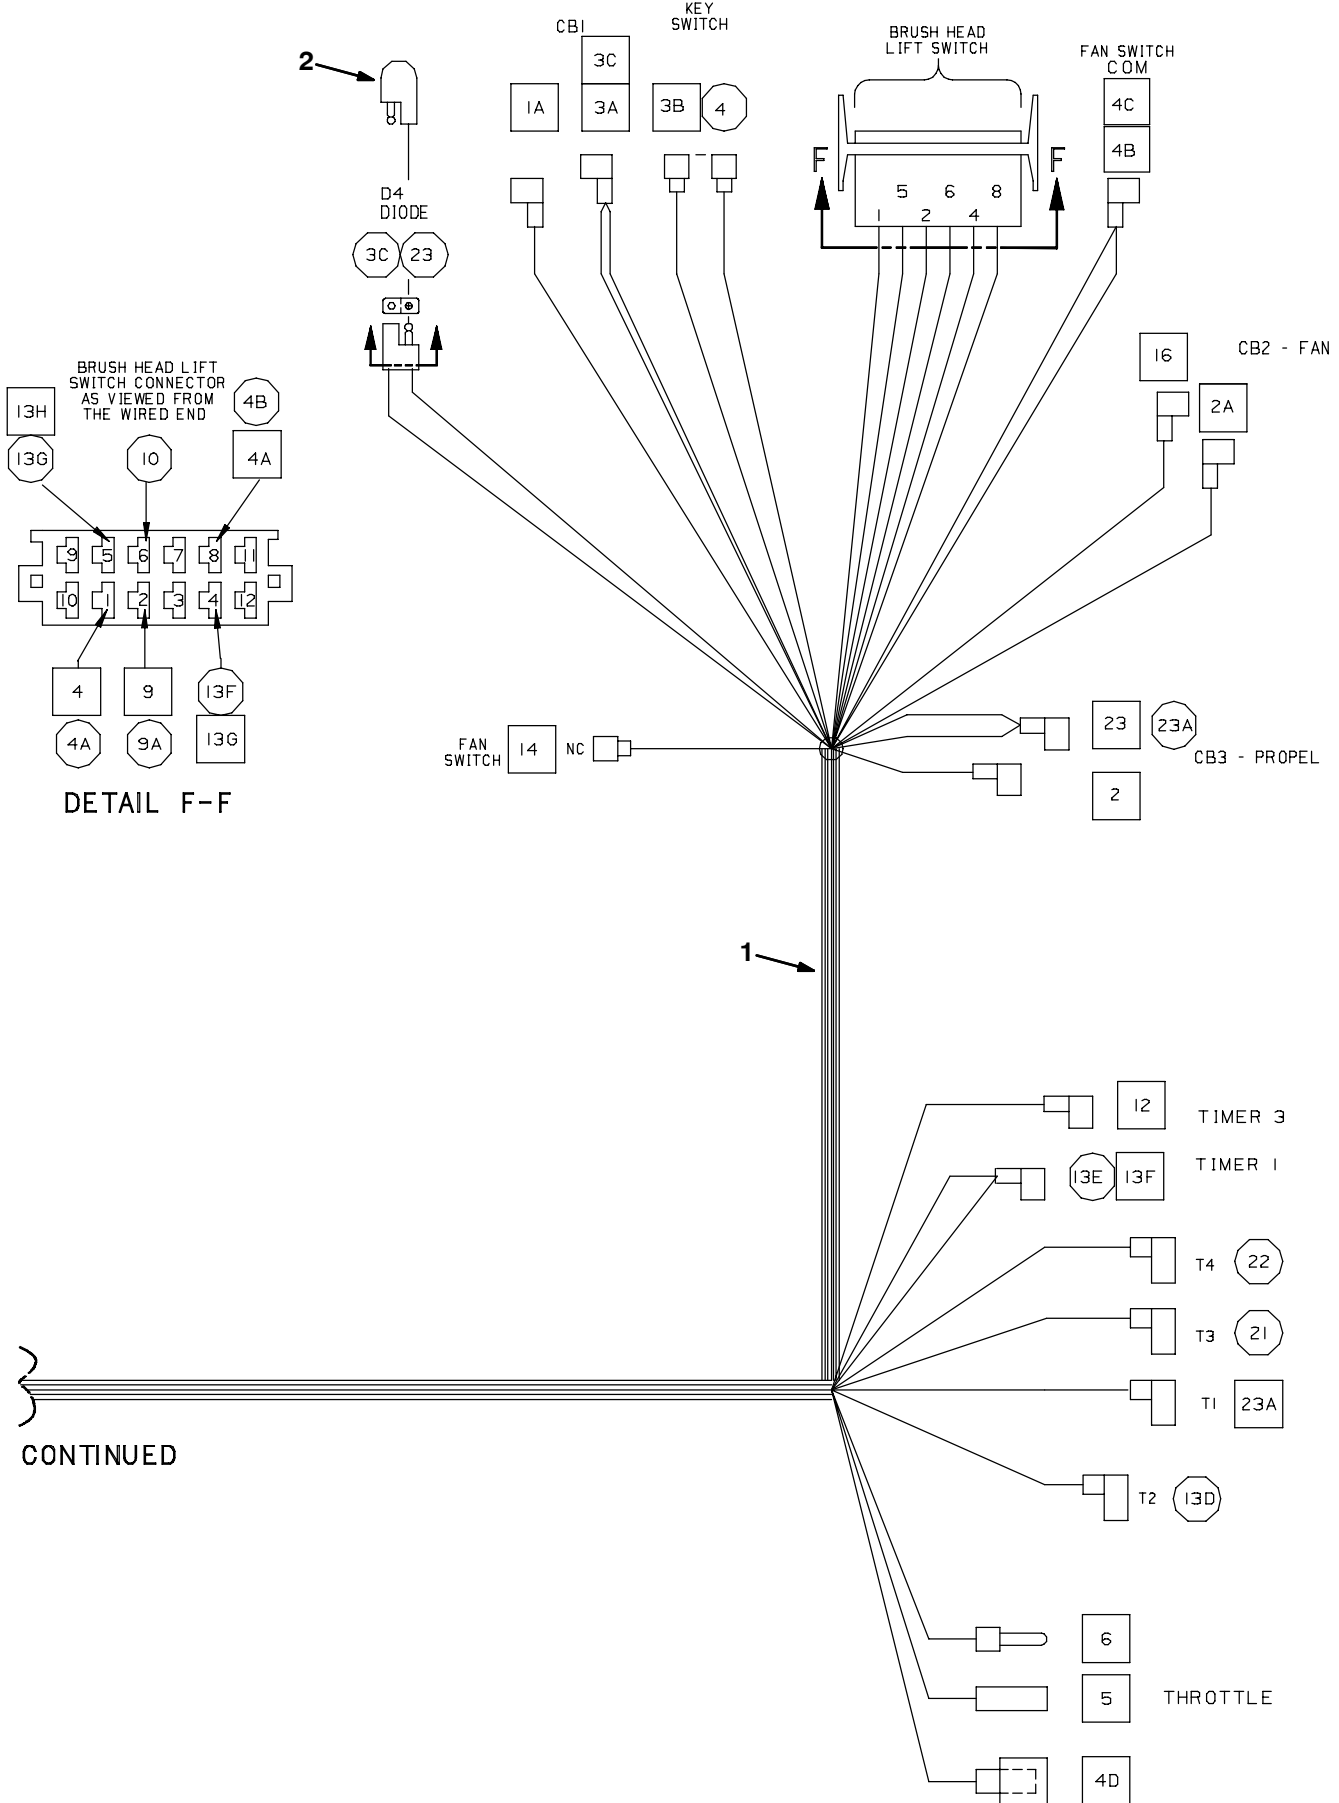 KEY
SWITCH
CB1
3C
3A
1A
3B
4
BRUSH HEAD
LIFT SWITCH
FAN SWITCH
COM
4C
4B
2
D4
DIODE
3C
23
F
F
5
6
8
1
2
4
16
CB2 - FAN
2A
BRUSH HEAD LIFT
SWITCH CONNECTOR
AS VIEWED FROM
THE WIRED END
13H
13G
10
4B
4A
9
5
6
7
8
11
10
1
2
3
4
12
4
9
13F
4A
9A
13G
DETAIL F-F
FAN
SWITCH
14
NC
23
23A
CB3 - PROPEL
2
1
12
TIMER 3
13E
13F
TIMER 1
T4
22
T3
21
T1
23A
T2
13D
CONTINUED
6
5
THROTTLE
4D